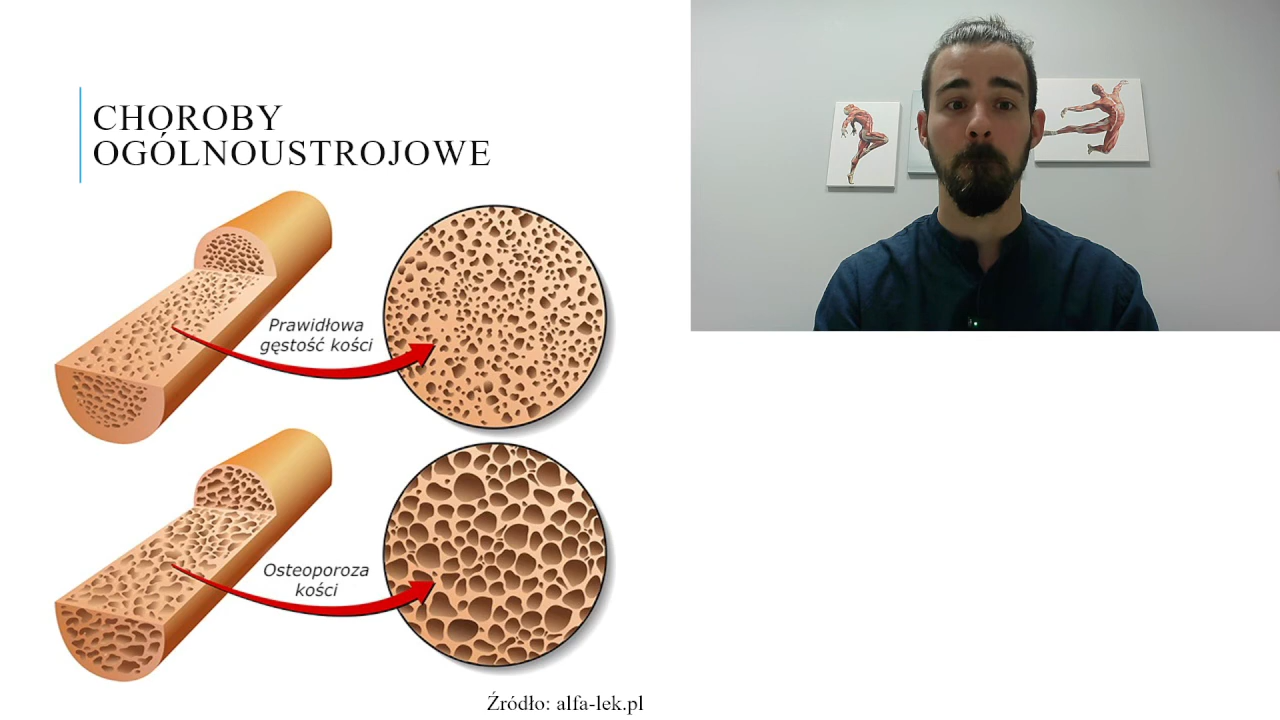 CHOROBY
OGÓLNOUSTROJOWE
Prawidłowa
gęstość kości
Osteoporoza
kości
Źródło: alfa-lek.pl